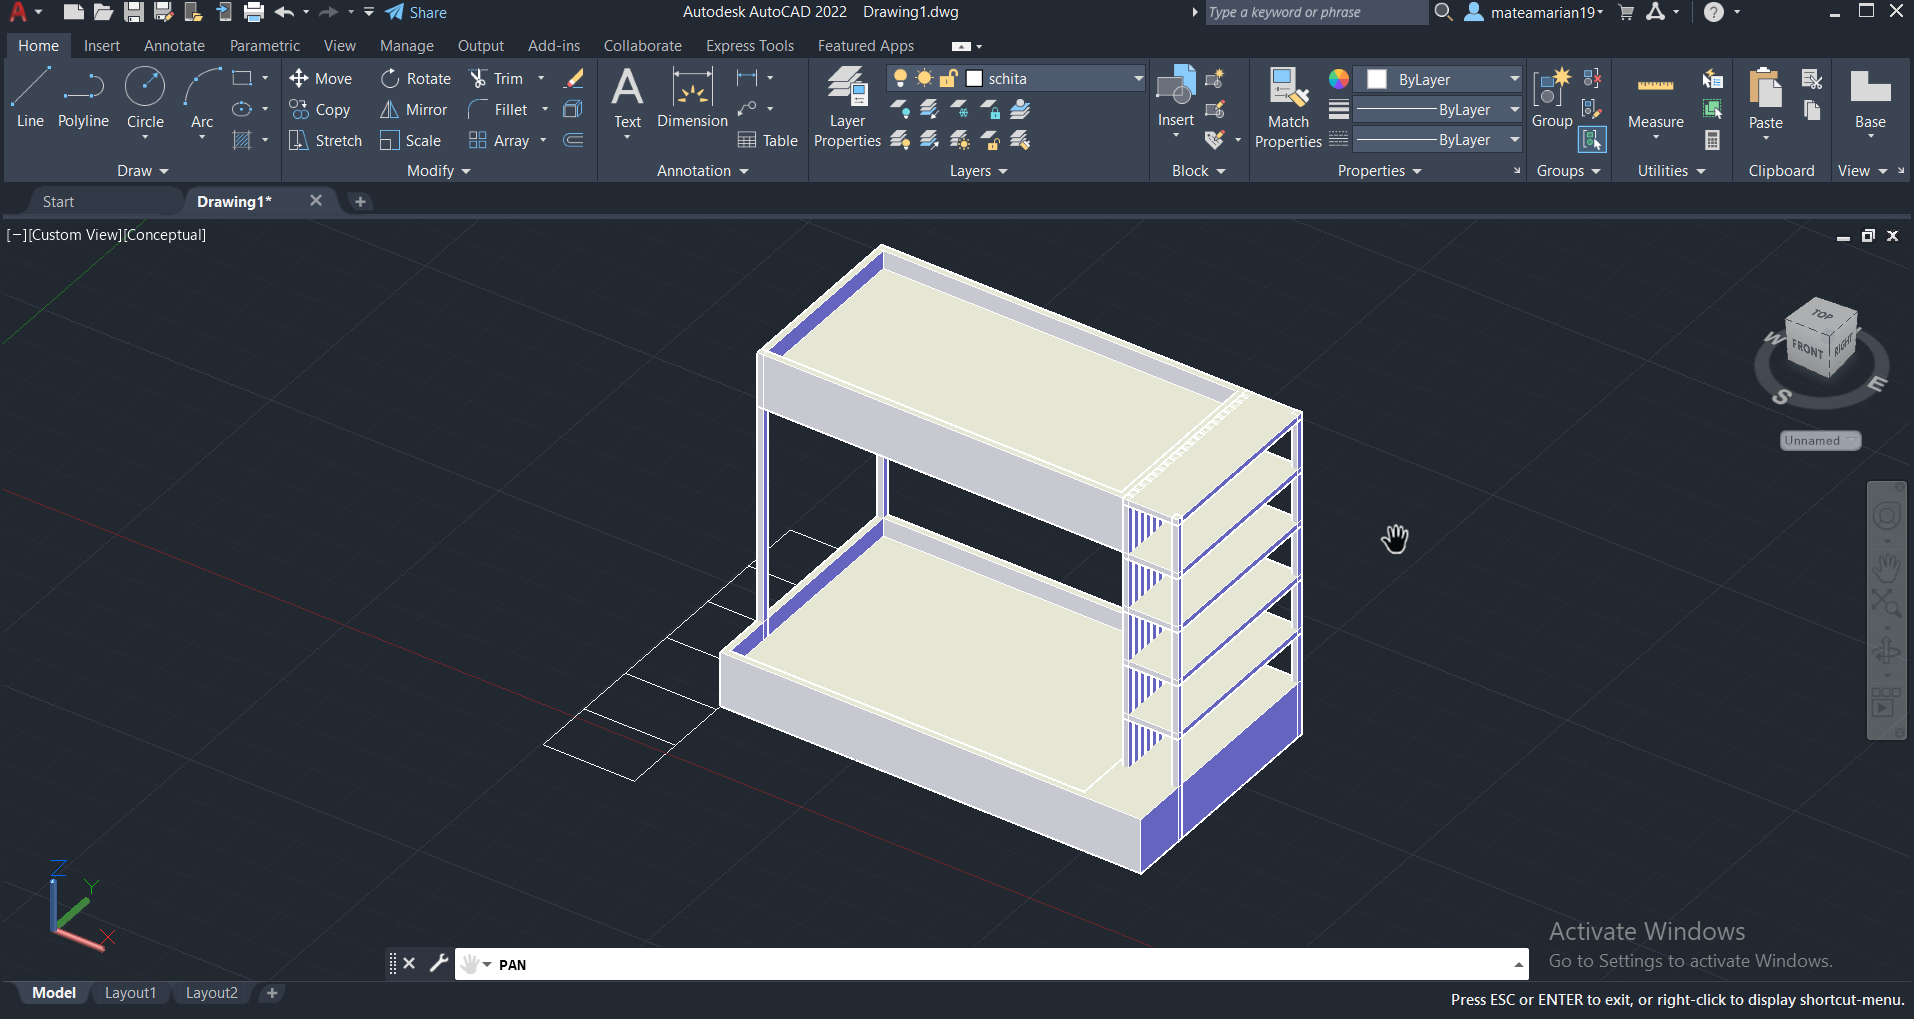 Share
Autodesk AutoCAD 2022 Drawing1.dwg
Type a keyword or phrase
mateamarian19
Home Insert Annotate Parametric View Manage Output Add-ins Collaborate Express Tools Featured Apps
Line Polyline Circle Arc
Draw
Move Rotate Trim
Copy Mirror Fillet
Stretch Scale Array
Modify
Text Dimension Table
Annotation
Layer
Properties
schita
Layers
Insert
Block
Match
Properties
ByLayer
ByLayer
ByLayer
Properties
Group
Groups
Measure
Utilities
Paste
Clipboard
Base
View
Start Drawing1*
[−][Custom View][Conceptual]
TOP
FRONT RIGHT
W
S
E
Unnamed
Z
Y
X
PAN
Activate Windows
Go to Settings to activate Windows.
Model Layout1 Layout2
Press ESC or ENTER to exit, or right-click to display shortcut-menu.